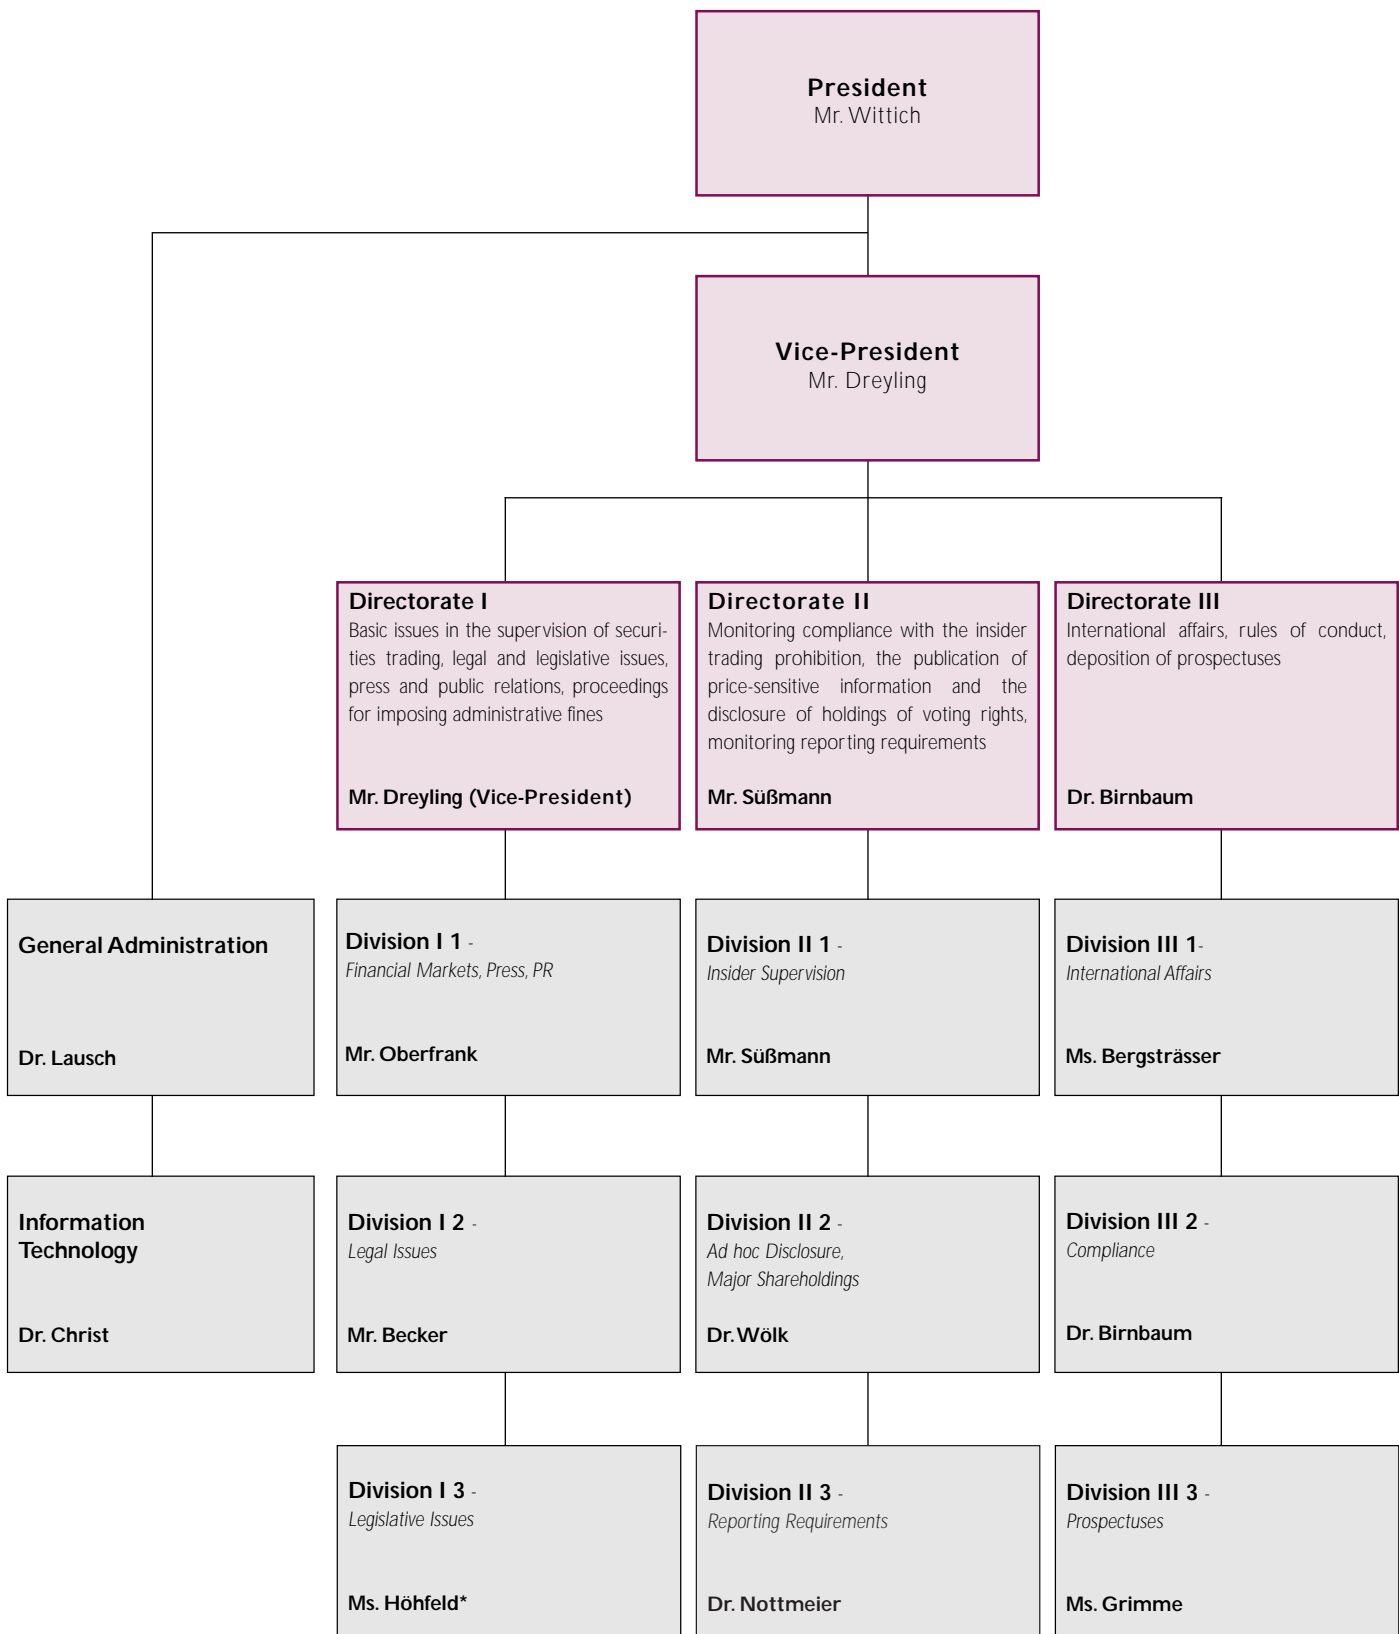 President
Mr. Wittich
Vice-President
Mr. Dreyling
Directorate I
Basic issues in the supervision of securi-
ties trading, legal and legislative issues,
press and public relations, proceedings
for imposing administrative fines
Mr. Dreyling (Vice-President)
Directorate II
Monitoring compliance with the insider
trading prohibition, the publication of
price-sensitive information and the
disclosure of holdings of voting rights,
monitoring reporting requirements
Mr. Süßmann
Directorate III
International affairs, rules of conduct,
deposition of prospectuses
Dr. Birnbaum
General Administration
Dr. Lausch
Division I 1 -
Financial Markets, Press, PR
Mr. Oberfrank
Division II 1 -
Insider Supervision
Mr. Süßmann
Division III 1-
International Affairs
Ms. Bergsträsser
Information
Technology
Dr. Christ
Division I 2 -
Legal Issues
Mr. Becker
Division II 2 -
Ad hoc Disclosure,
Major Shareholdings
Dr. Wölk
Division III 2 -
Compliance
Dr. Birnbaum
Division I 3 -
Legislative Issues
Ms. Höhfeld*
Division II 3 -
Reporting Requirements
Dr. Nottmeier
Division III 3 -
Prospectuses
Ms. Grimme